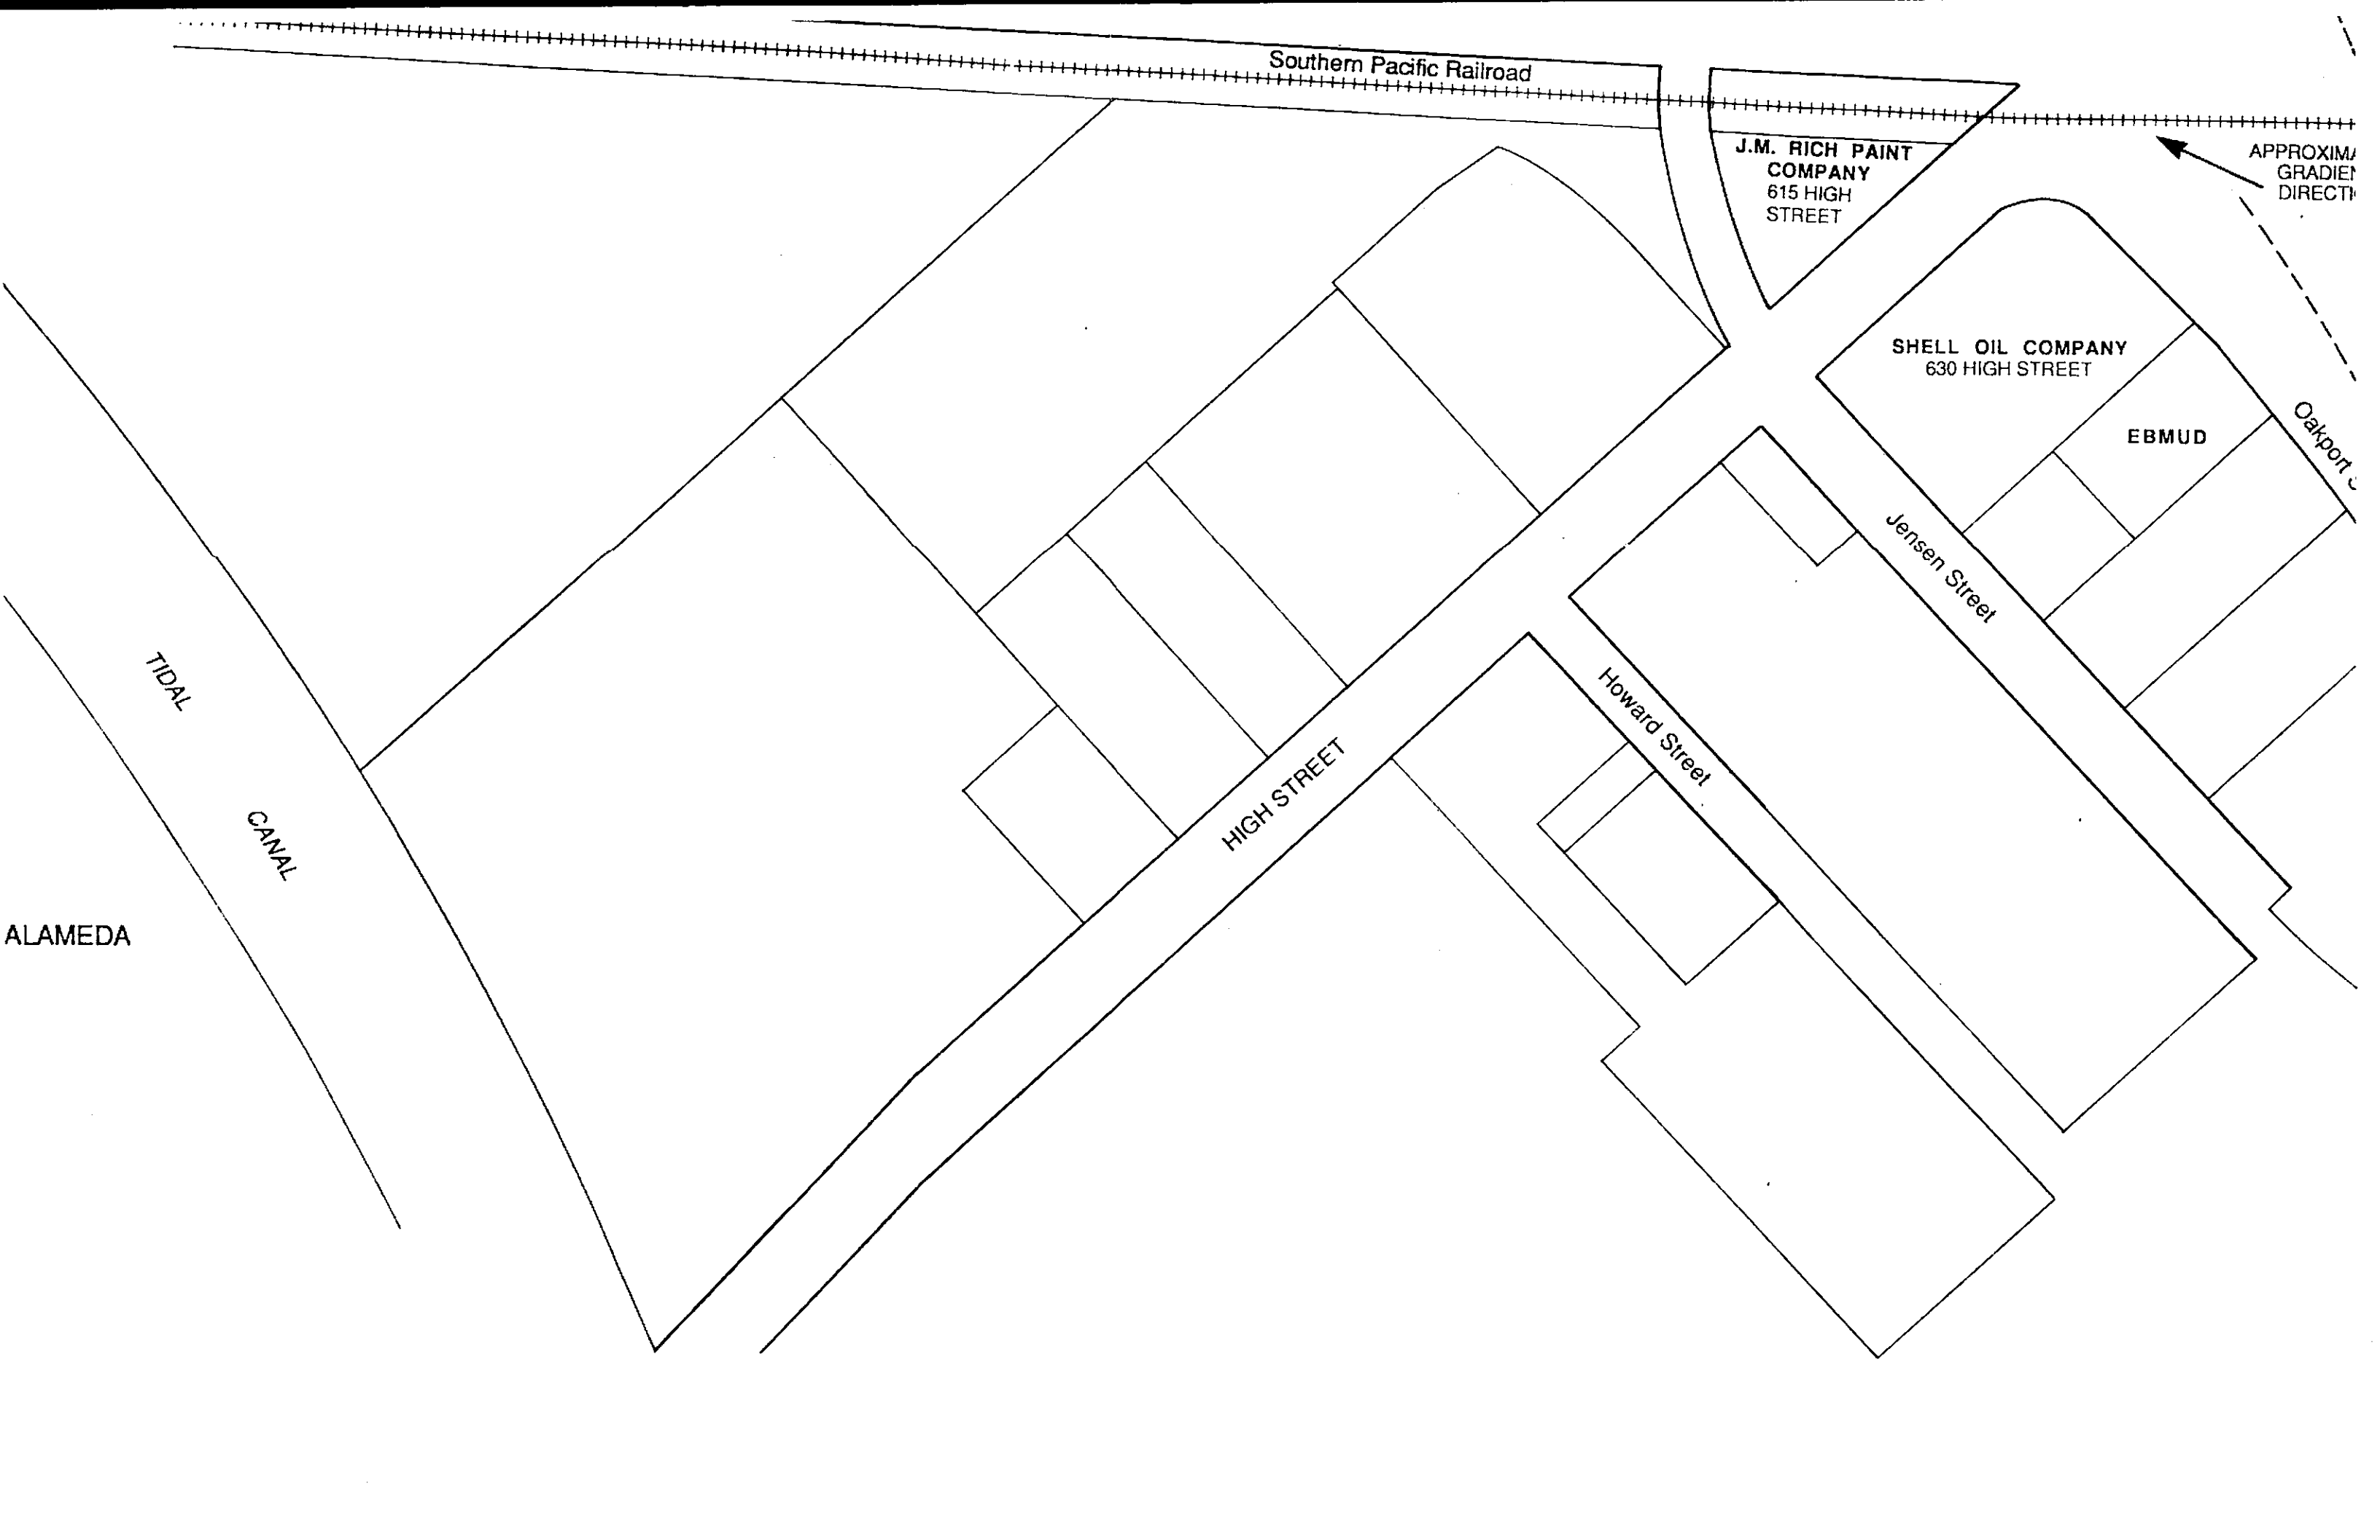 Southern Pacific Railroad
J.M. RICH PAINT
COMPANY
615 HIGH
STREET
SHELL OIL COMPANY
630 HIGH STREET
EBMUD
Oakport
Jensen Street
Howard Street
HIGH STREET
TIDAL
CANAL
ALAMEDA